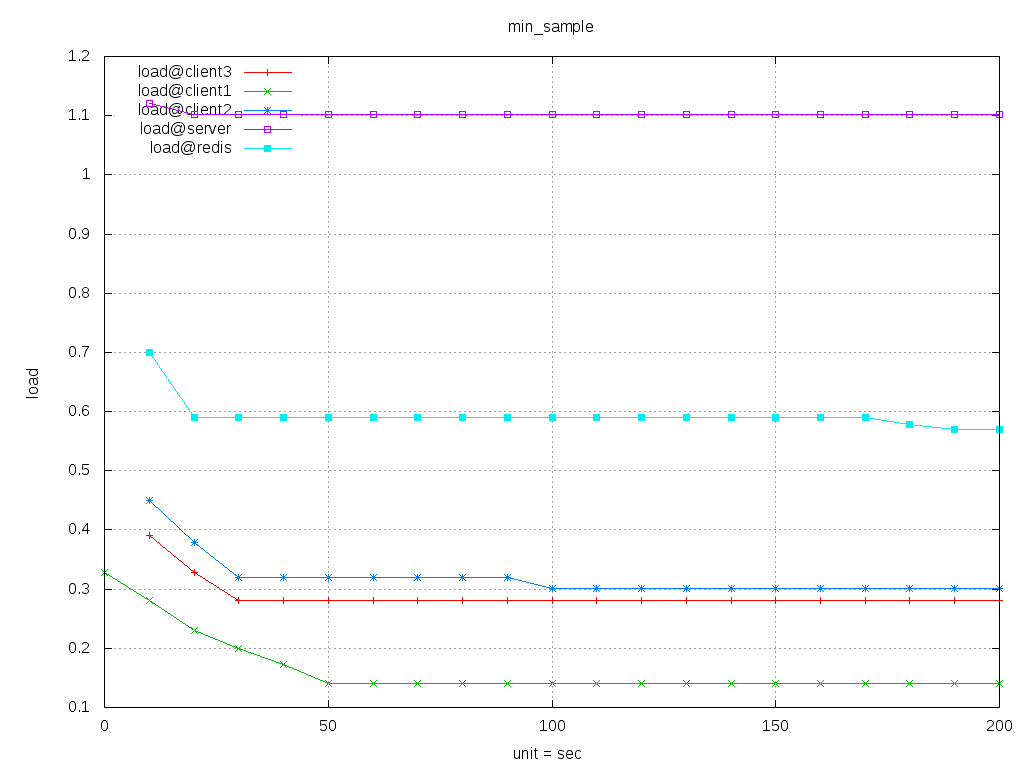 min_sample
1.2
load@client3
load@client1
load@client2
1.1
load@server
load@redis
1
0.9
0.8
0.7
load
0.6
0.5
0.4
0.3
0.2
0.1
0 50 100 150 200
unit = sec